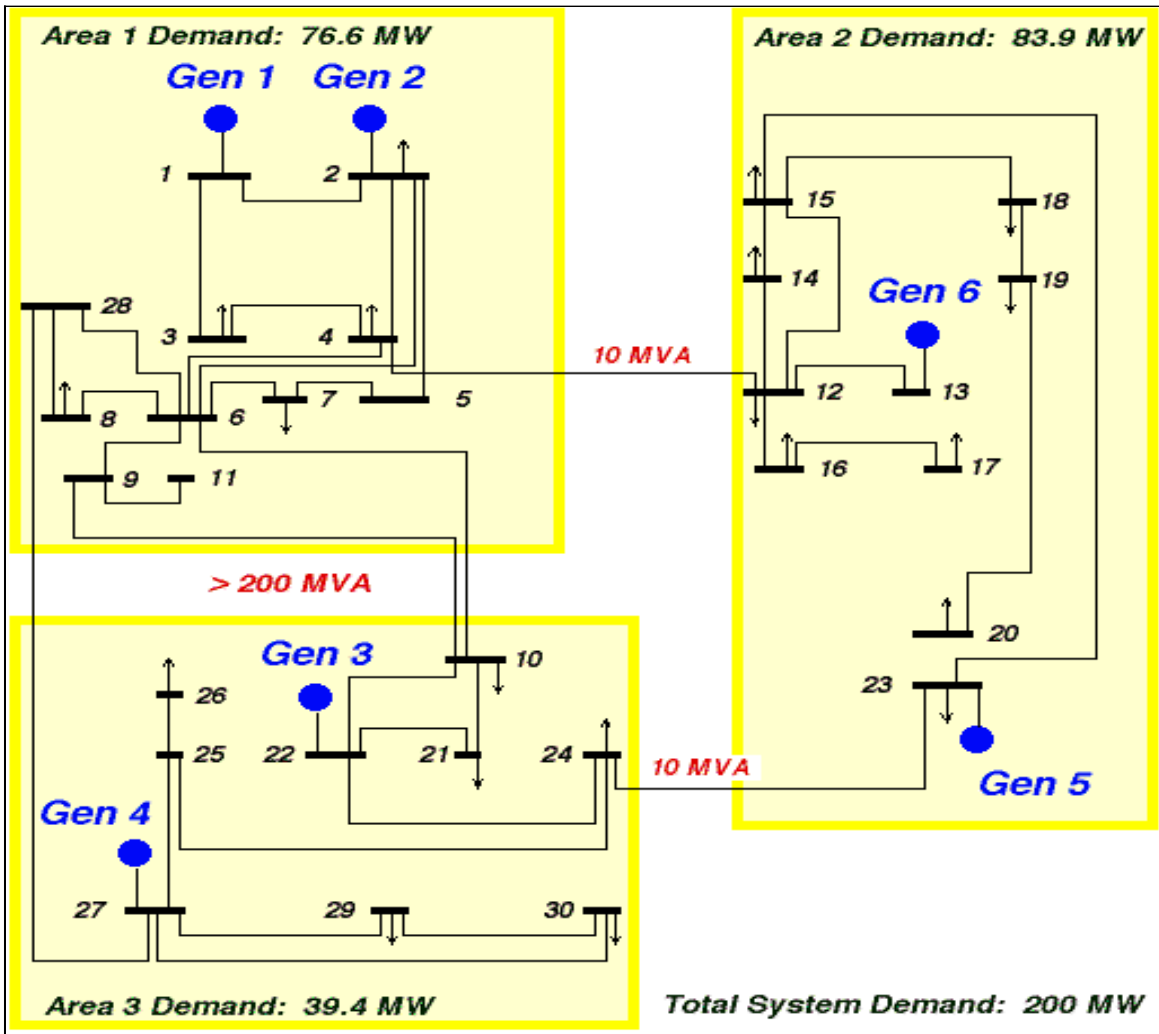 Area 1 Demand: 76.6 MW
Gen 1 Gen 2
1 2
28
3 4
8 6 7 5
9 11
10 MVA
> 200 MVA
Area 2 Demand: 83.9 MW
15 18
14 19
Gen 6
12 13
16 17
20
23
Gen 5
10 MVA
Gen 3
10
26
25 22 21 24
Gen 4
27 29 30
Area 3 Demand: 39.4 MW
Total System Demand: 200 MW